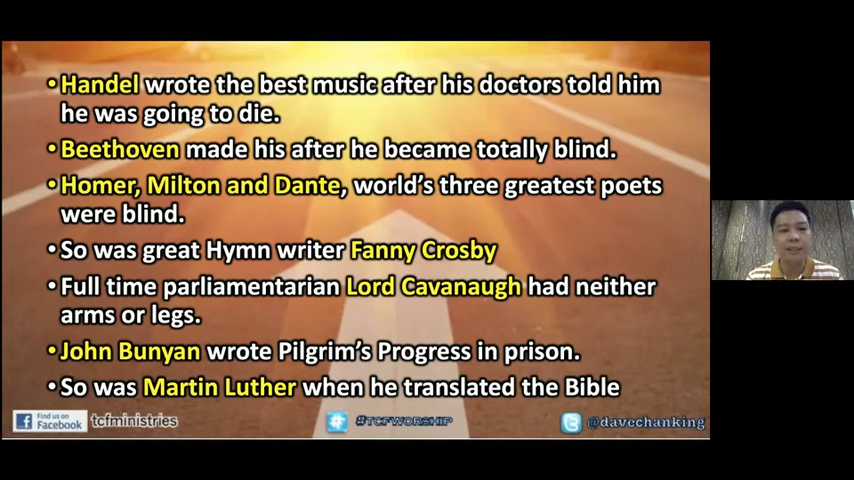 •Handel wrote the best music after his doctors told him
he was going to die.
•Beethoven made his after he became totally blind.
•Homer, Milton and Dante, world's three greatest poets
were blind.
•So was great Hymn writer Fanny Crosby
•Full time parliamentarian Lord Cavanaugh had neither
arms or legs.
•John Bunyan wrote Pilgrim's Progress in prison.
•So was Martin Luther when he translated the Bible
Find us on
Facebook
tcfministries
#TCFWORSHIP
@davechanking